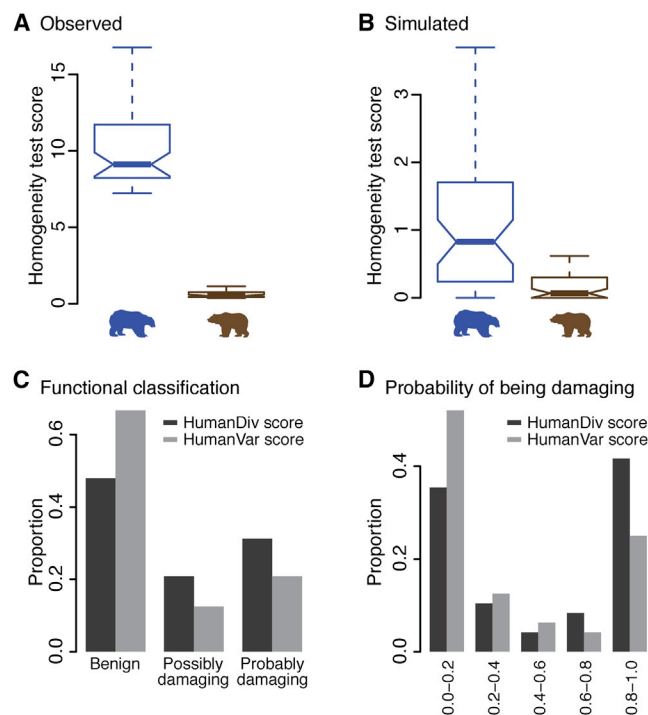 A Observed
Homogeneity test score
15
10
5
0
B Simulated
Homogeneity test score
3
2
1
0
C Functional classification
HumanDiv score
HumanVar score
Proportion
0.6
0.4
0.2
0.0
Benign
Possibly
damaging
Probably
damaging
D Probability of being damaging
HumanDiv score
HumanVar score
Proportion
0.4
0.2
0.0
0.0–0.2
0.2–0.4
0.4–0.6
0.6–0.8
0.8–1.0